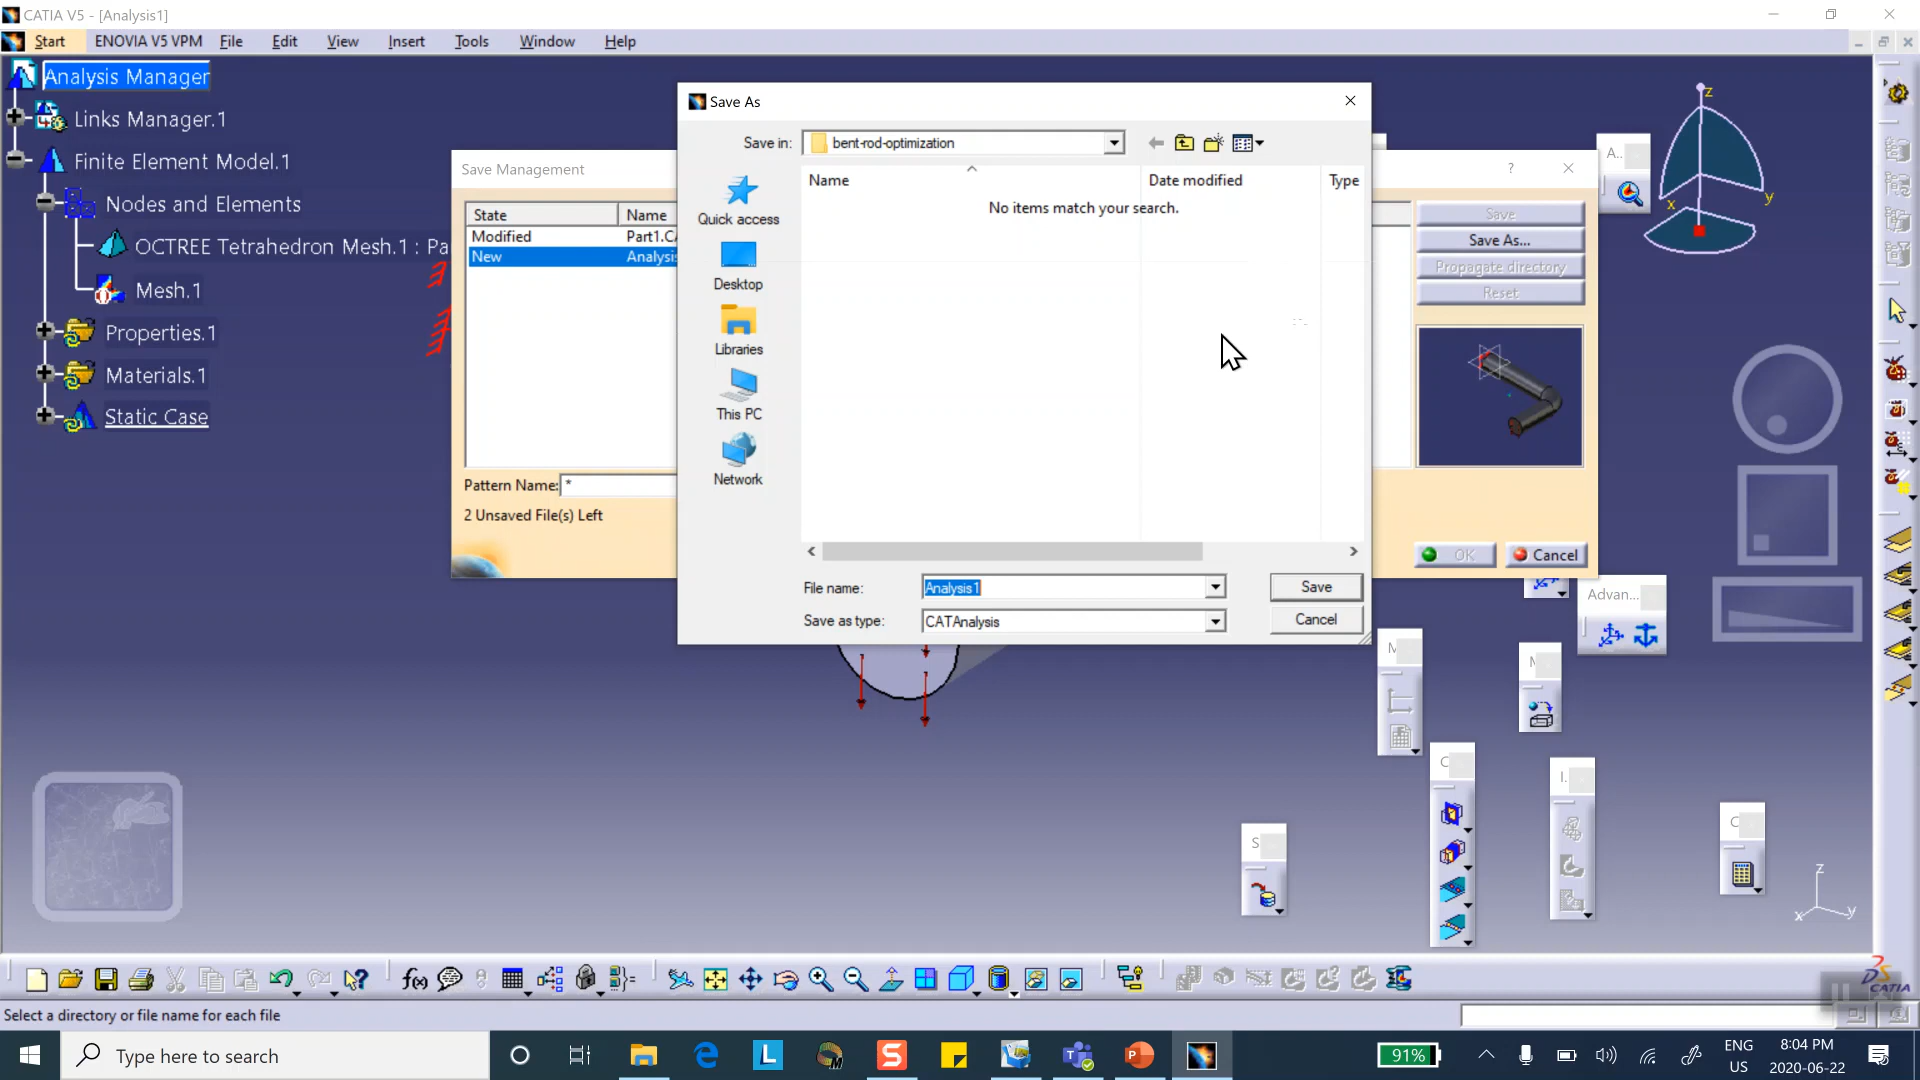 CATIA V5 - [Analysis1]
Start ENOVIA V5 VPM File Edit View Insert Tools Window Help
Analysis Manager
Links Manager.1
Finite Element Model.1
Nodes and Elements
OCTREE Tetrahedron Mesh.1 : Pa
Mesh.1
Properties.1
Materials.1
Static Case
Save Management
State Name
Modified Part1.CA
New Analysis
Pattern Name: *
2 Unsaved File(s) Left
Save
Save As...
Propagate directory
Reset
OK Cancel
Save As
Save in: bent-rod-optimization
Quick access
Desktop
Libraries
This PC
Network
Name Date modified Type
No items match your search.
File name: Analysis1 Save
Save as type: CATAnalysis Cancel
A...
z
x y
Advan...
M
C
S
I.
C
z
x y
f(x)
CATIA
Select a directory or file name for each file
Type here to search
91%
ENG
US
8:04 PM
2020-06-22